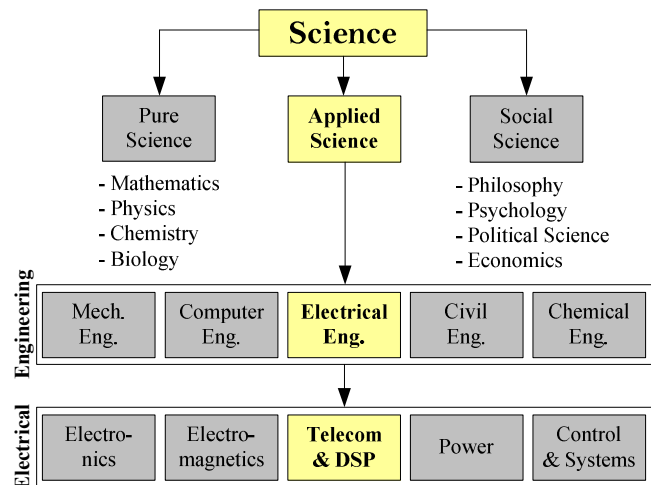 Science
Pure
Science
Applied
Science
Social
Science
- Mathematics
- Physics
- Chemistry
- Biology
- Philosophy
- Psychology
- Political Science
- Economics
Engineering
Mech.
Eng.
Computer
Eng.
Electrical
Eng.
Civil
Eng.
Chemical
Eng.
Electrical
Electro-
nics
Electro-
magnetics
Telecom
& DSP
Power
Control
& Systems